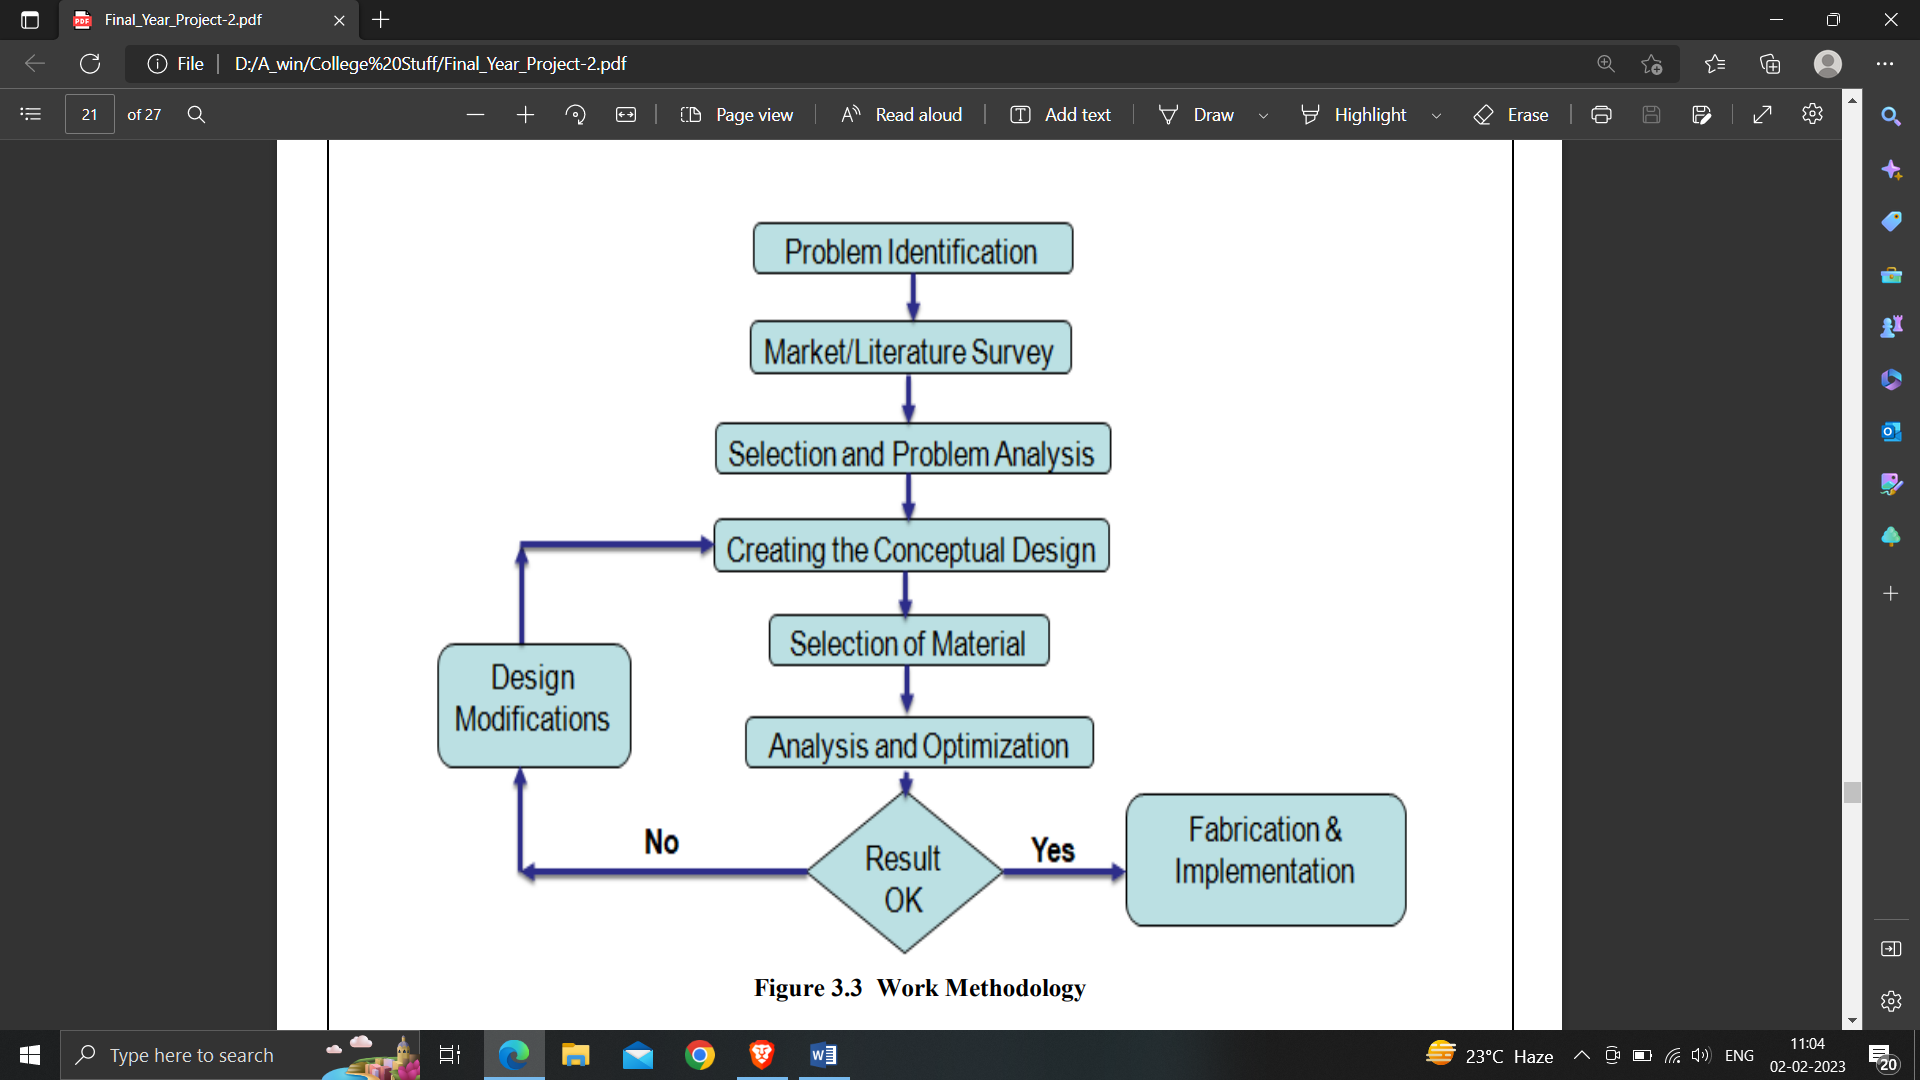 Final_Year_Project-2.pdf
File
D:/A_win/College%20Stuff/Final_Year_Project-2.pdf
21
of 27
Page view
Read aloud
Add text
Draw
Highlight
Erase
Problem Identification
Market/Literature Survey
Selection and Problem Analysis
Creating the Conceptual Design
Selection of Material
Design
Modifications
Analysis and Optimization
No
Result
OK
Yes
Fabrication &
Implementation
Figure 3.3 Work Methodology
Type here to search
23°C Haze
ENG
11:04
02-02-2023
20